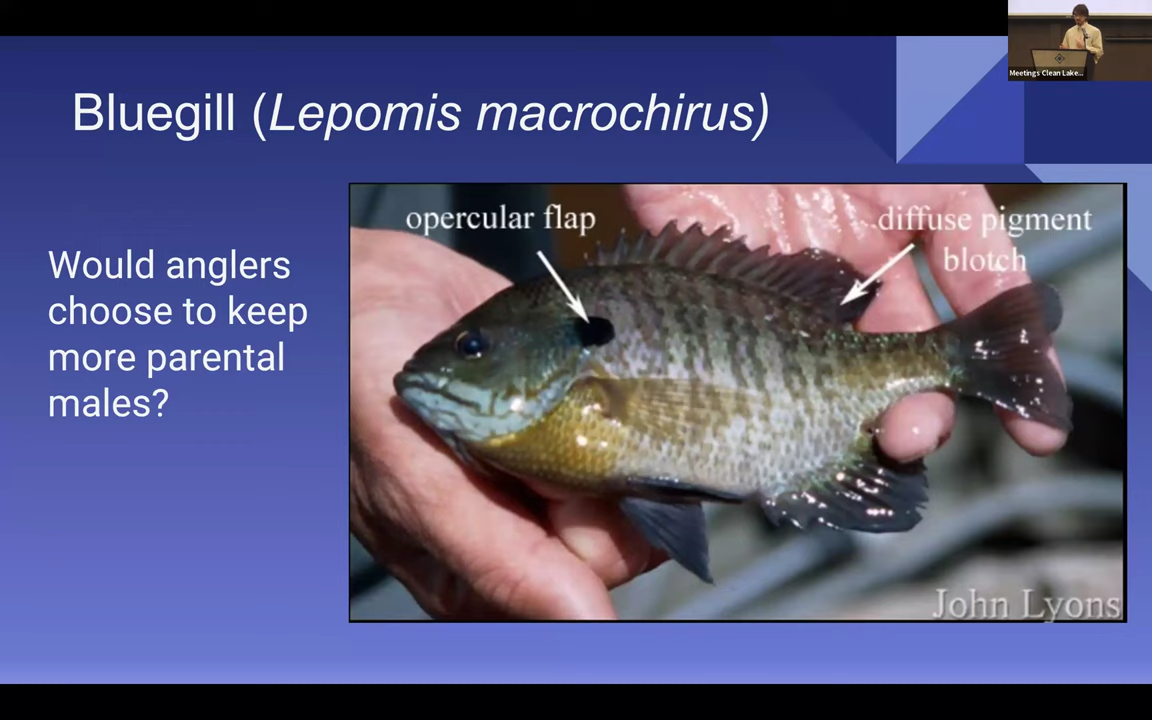 Meetings Clean Lake...
Bluegill (Lepomis macrochirus)
Would anglers
choose to keep
more parental
males?
opercular flap
diffuse pigment
blotch
John Lyons